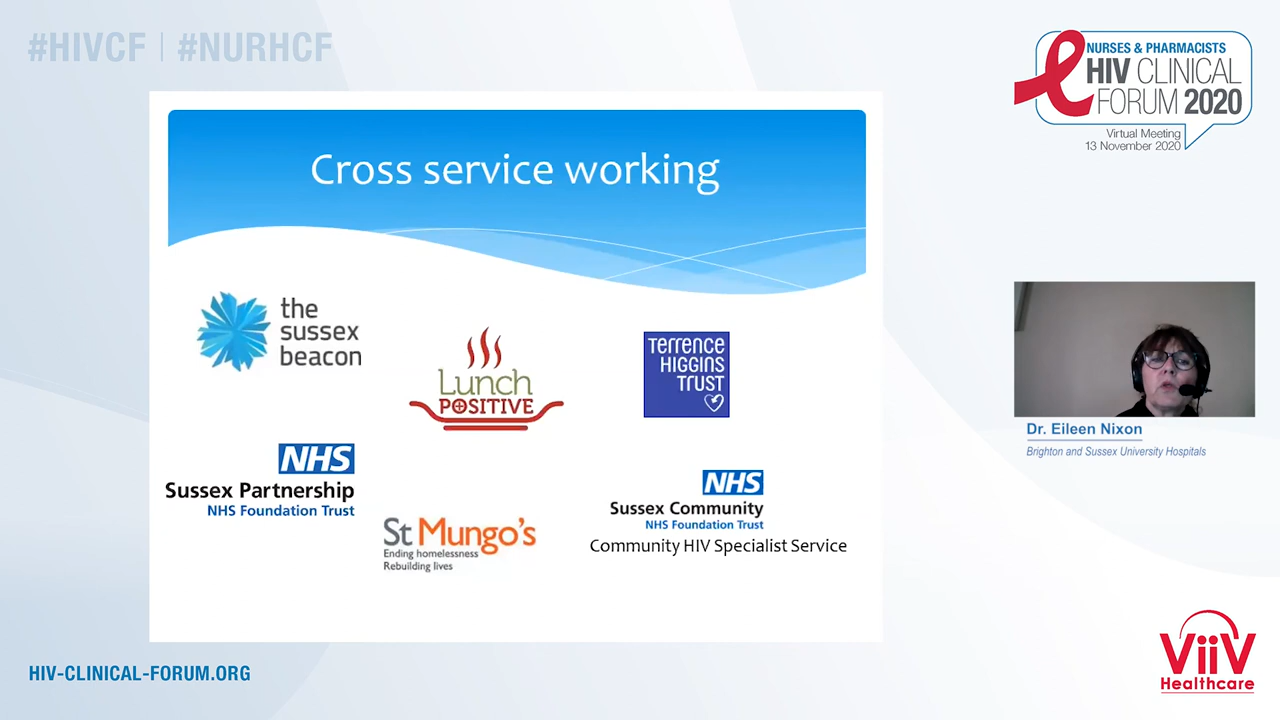 #HIVCF | #NURHCF
NURSES & PHARMACISTS
HIV CLINICAL
FORUM 2020
Virtual Meeting
13 November 2020
Cross service working
the
sussex
beacon
Lunch
POSITIVE
TERRENCE
HIGGINS
TRUST
NHS
Sussex Partnership
NHS Foundation Trust
St Mungo's
Ending homelessness
Rebuilding lives
NHS
Sussex Community
NHS Foundation Trust
Community HIV Specialist Service
Dr. Eileen Nixon
Brighton and Sussex University Hospitals
HIV-CLINICAL-FORUM.ORG
ViiV
Healthcare